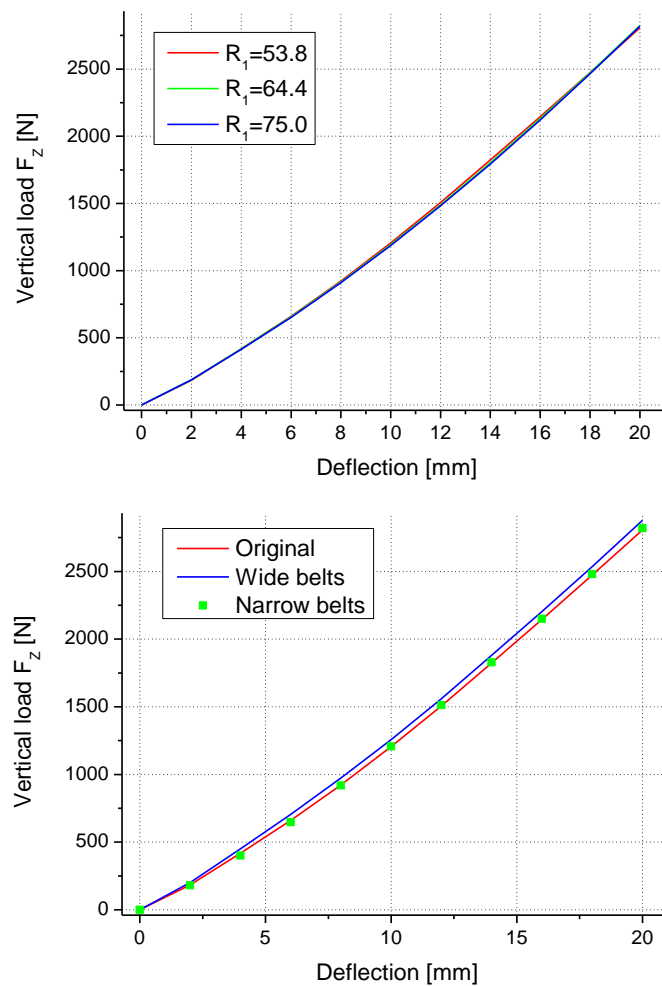 R1=53.8
R1=64.4
R1=75.0
Vertical load FZ [N]
2500
2000
1500
1000
500
0
0 2 4 6 8 10 12 14 16 18 20
Deflection [mm]
Original
Wide belts
Narrow belts
Vertical load FZ [N]
2500
2000
1500
1000
500
0
0 5 10 15 20
Deflection [mm]